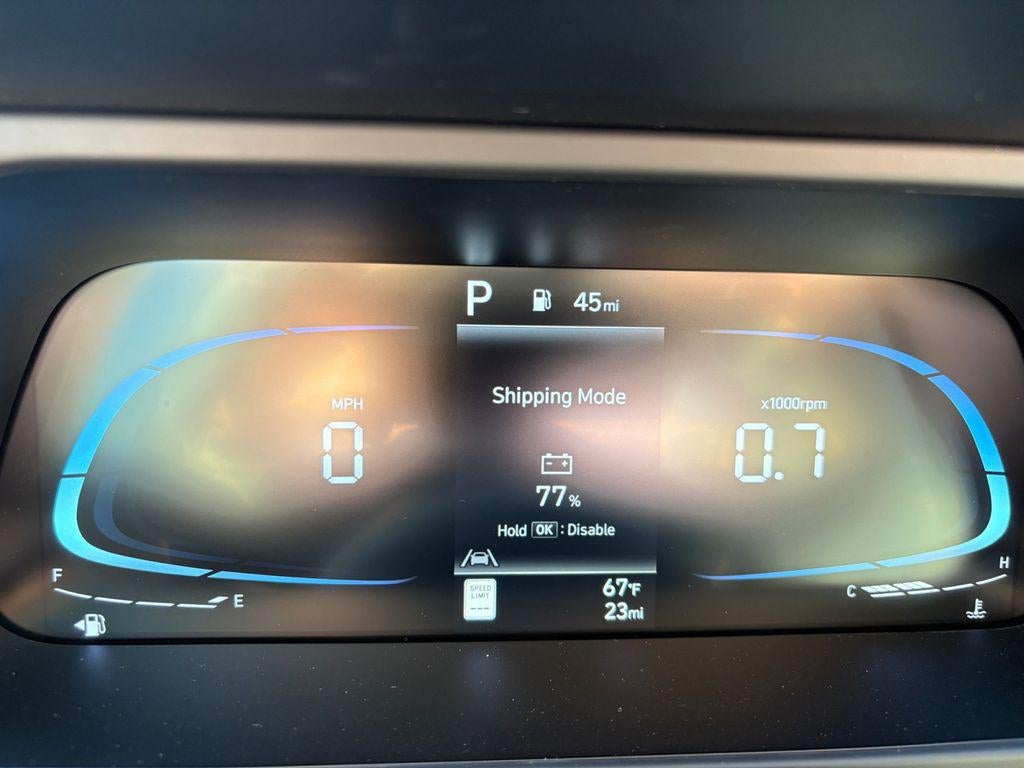 P 45mi
Shipping Mode
MPH
x1000rpm
0
0.7
77%
Hold OK : Disable
F
E
SPEED
LIMIT
---
67°F
23mi
C
H